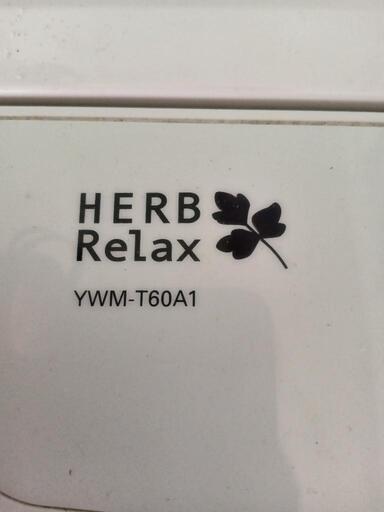 HERB
Relax
YWM-T60A1